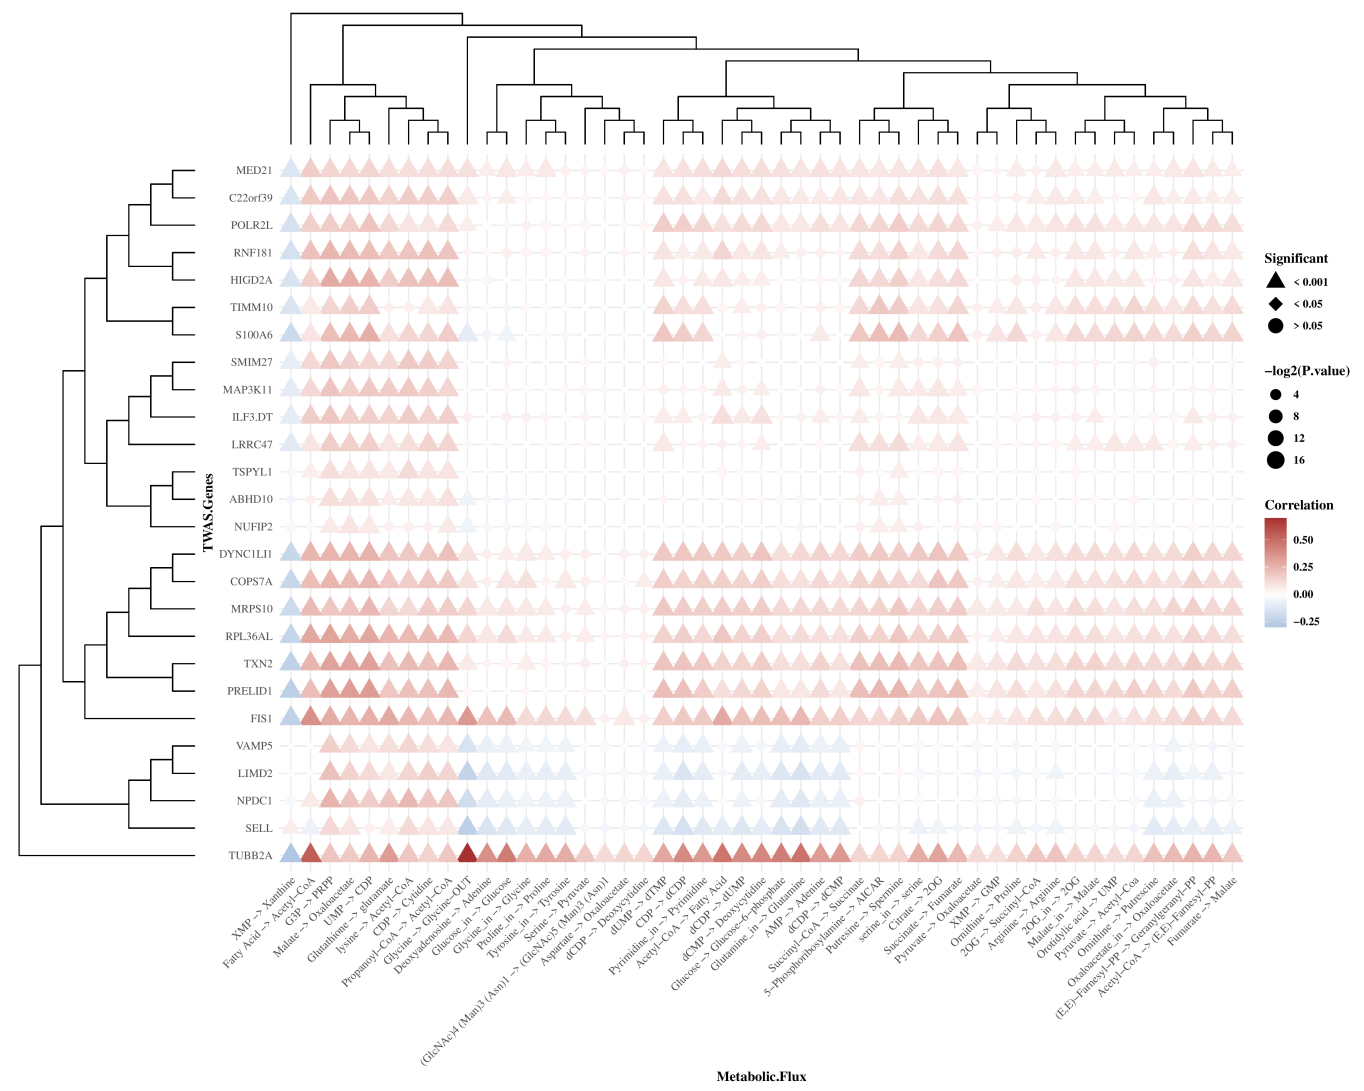 MED21
C22orf39
POLR2L
RNF181
HIGD2A
TIMM10
S100A6
SMIM27
MAP3K11
ILF3.DT
LRRC47
TSPYL1
ABHD10
NUFIP2
DYNC1LI1
COPS7A
MRPS10
RPL36AL
TXN2
PRELID1
FIS1
VAMP5
LIMD2
NPDC1
SELL
TUBB2A
TWAS.Genes
XMP -> Xanthine
Fatty Acid -> Acetyl-CoA
G3P -> PRPP
Malate -> Oxaloacetate
UMP -> CDP
Glutathione -> glutamate
lysine -> Acetyl-CoA
CDP -> Cytidine
Propanoyl-CoA -> Acetyl-CoA
Glycine -> Glycine-OUT
Deoxyadenosine -> Adenine
Glucose_in -> Glucose
Glycine_in -> Glycine
Proline_in -> Proline
Tyrosine_in -> Tyrosine
Serine -> Pyruvate
(GlcNAc)4 (Man)3 (Asn)1 -> (GlcNAc)5 (Man)3 (Asn)1
Aspartate -> Oxaloacetate
dCDP -> Deoxycytidine
dUMP -> dTMP
CDP -> dCDP
Pyrimidine_in -> Pyrimidine
Acetyl-CoA -> Fatty Acid
dCDP -> dUMP
dCMP -> Deoxycytidine
Glucose -> Glucose-6-phosphate
Glutamine_in -> Glutamine
AMP -> Adenine
dCDP -> dCMP
Succinyl-CoA -> Succinate
5-Phosphoribosylamine -> AICAR
Putrescine -> Spermine
serine_in -> serine
Citrate -> 2OG
Succinate -> Fumarate
Pyruvate -> Oxaloacetate
XMP -> GMP
Ornithine -> Proline
2OG -> Succinyl-CoA
Arginine -> Arginine
2OG_in -> 2OG
Malate_in -> Malate
Orotidylic acid -> UMP
Pyruvate -> Acetyl-Coa
Ornithine -> Putrescine
Oxaloacetate_in -> Oxaloacetate
(E,E)-Farnesyl-PP -> Geranylgeranyl-PP
Acetyl-CoA -> (E,E)-Farnesyl-PP
Fumarate -> Malate
Metabolic.Flux
Significant
< 0.001
< 0.05
> 0.05
-log2(P.value)
4
8
12
16
Correlation
0.50
0.25
0.00
-0.25